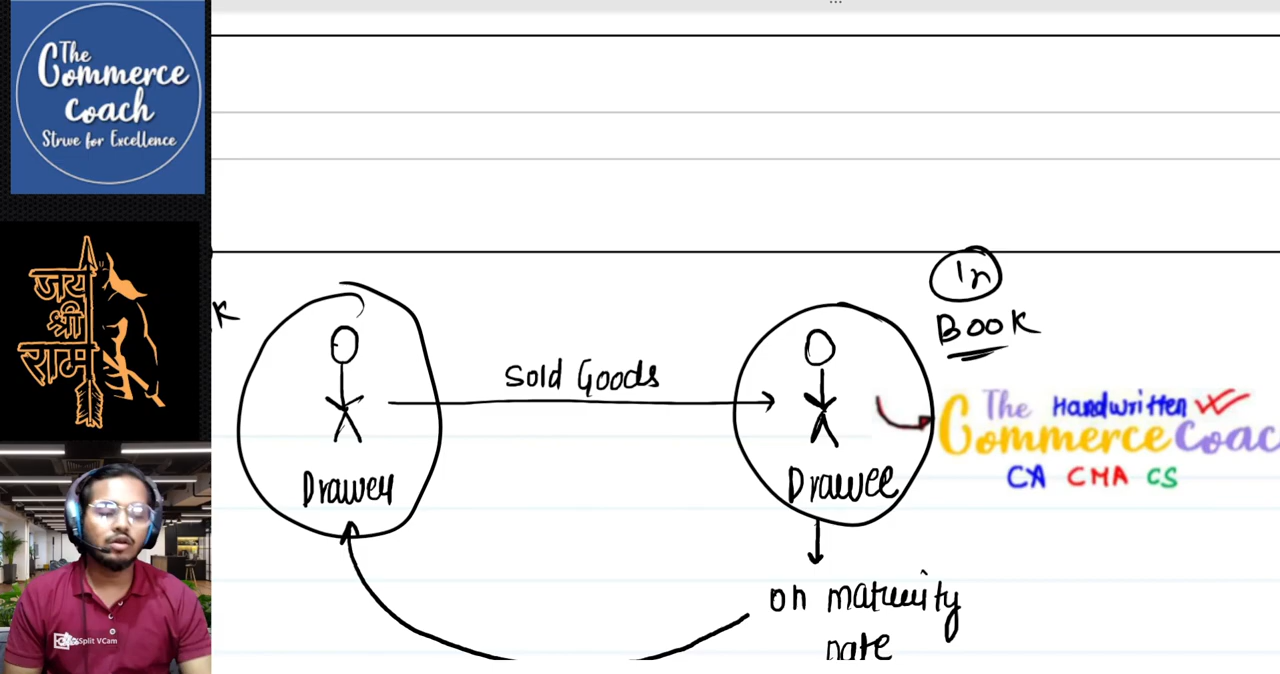 The
Commerce
Coach
Strive for Excellence
जय
श्री
राम
Split VCam
K
In
BOOK
Sold Goods
Drawer
Drawee
The Handwritten
Commerce Coac
CA CMA CS
on maturity
Date